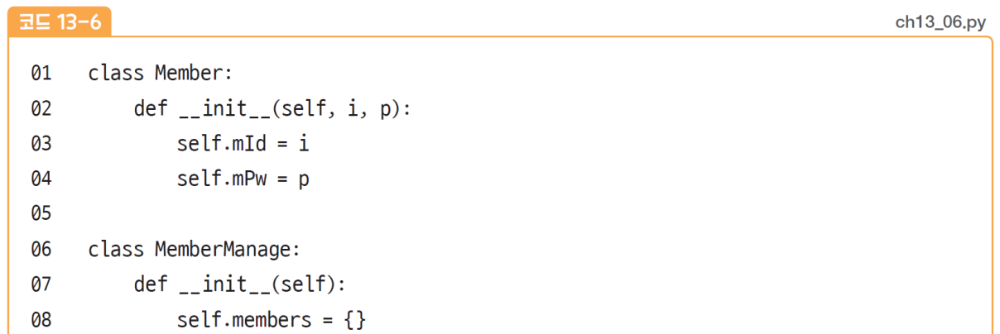 코드 13-6
ch13_06.py
01 class Member:
02     def __init__(self, i, p):
03         self.mId = i
04         self.mPw = p
05
06 class MemberManage:
07     def __init__(self):
08         self.members = {}